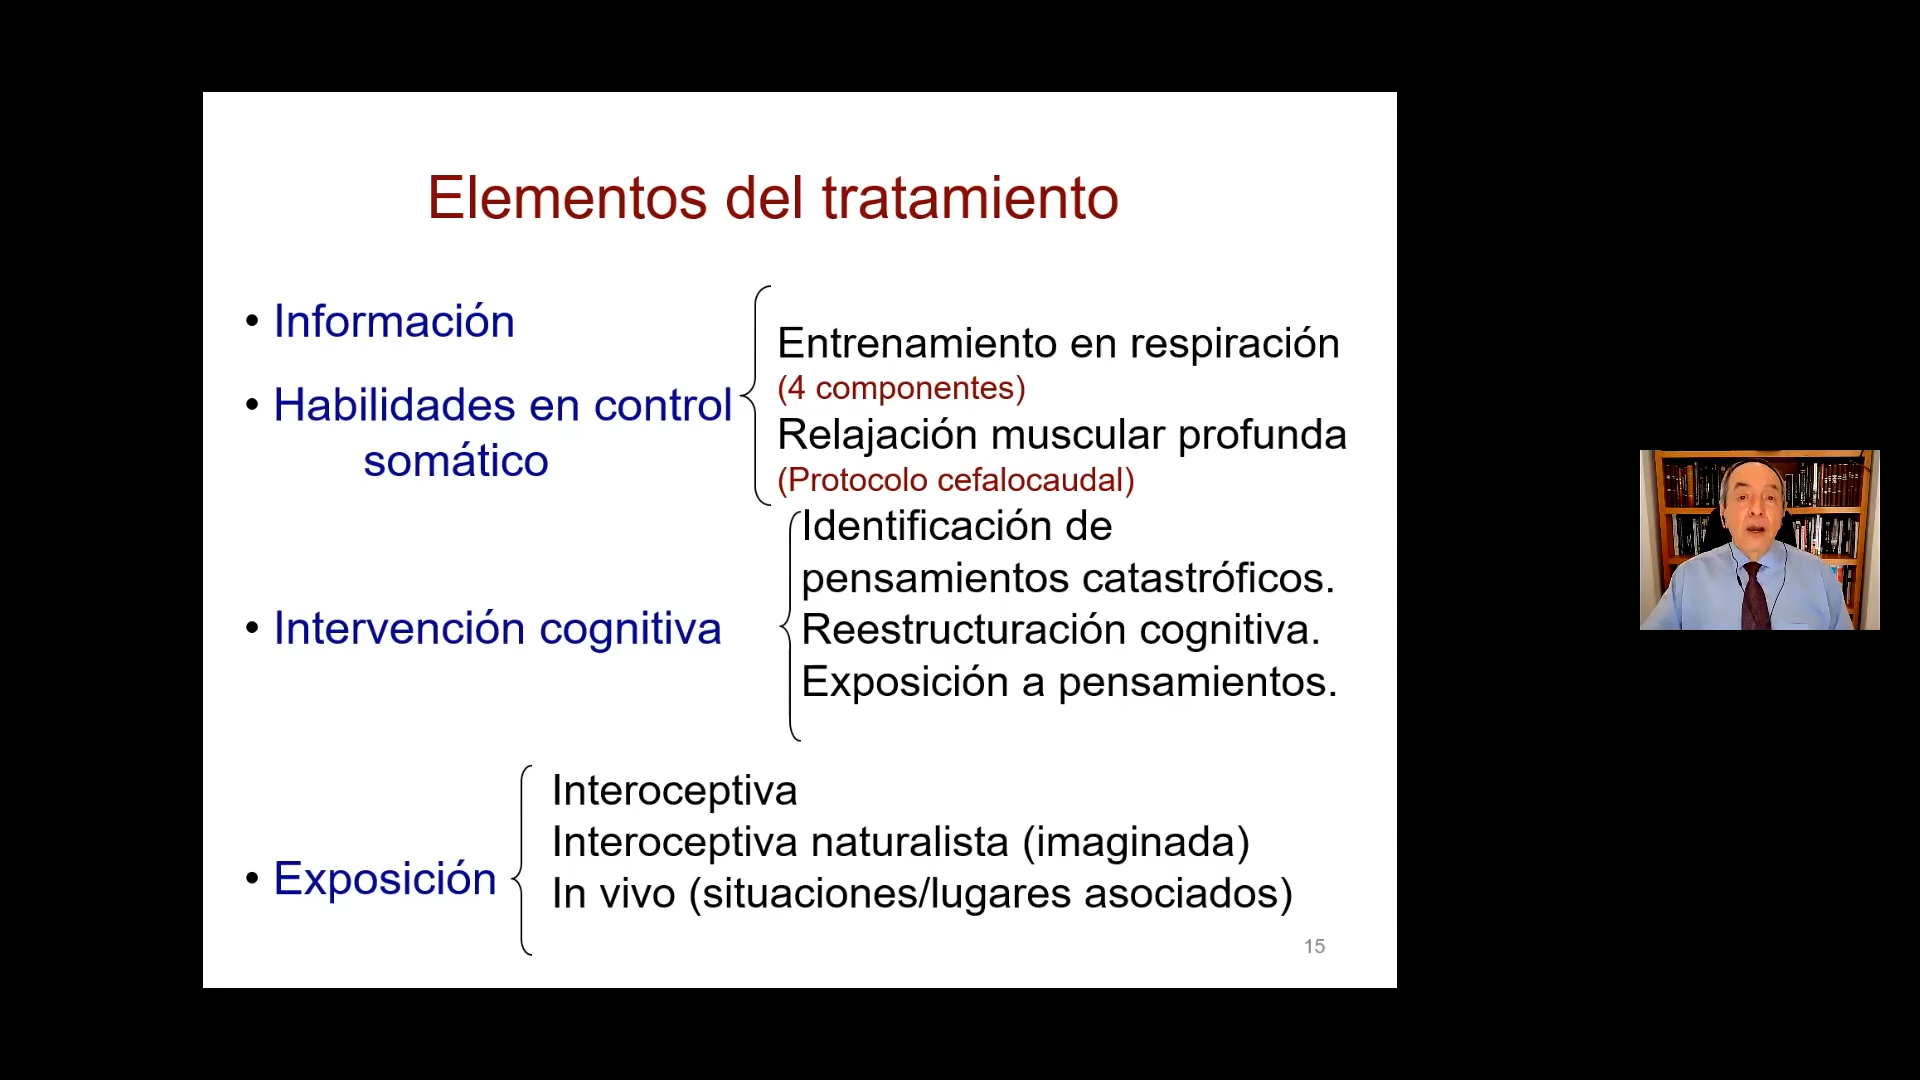 Elementos del tratamiento
• Información
• Habilidades en control
somático
Entrenamiento en respiración
(4 componentes)
Relajación muscular profunda
(Protocolo cefalocaudal)
• Intervención cognitiva
Identificación de
pensamientos catastróficos.
Reestructuración cognitiva.
Exposición a pensamientos.
• Exposición
Interoceptiva
Interoceptiva naturalista (imaginada)
In vivo (situaciones/lugares asociados)
15